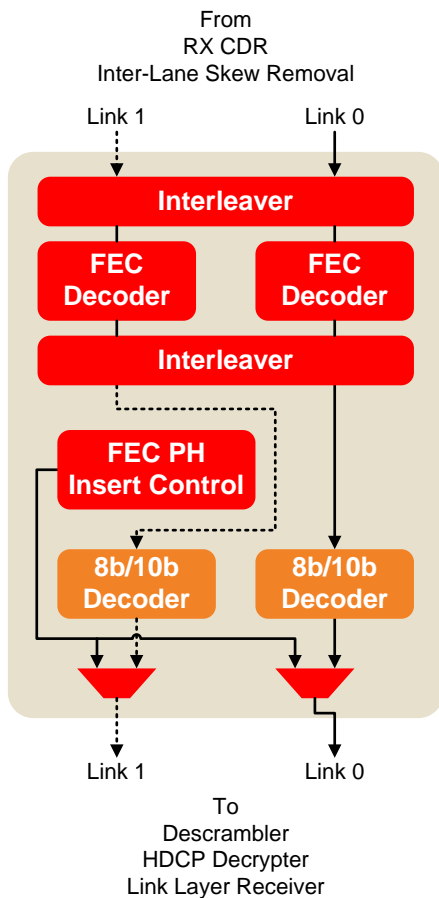 From
RX CDR
Inter-Lane Skew Removal
Link 1
Link 0
Interleaver
FEC
Decoder
FEC
Decoder
Interleaver
FEC PH
Insert Control
8b/10b
Decoder
8b/10b
Decoder
Link 1
Link 0
To
Descrambler
HDCP Decrypter
Link Layer Receiver